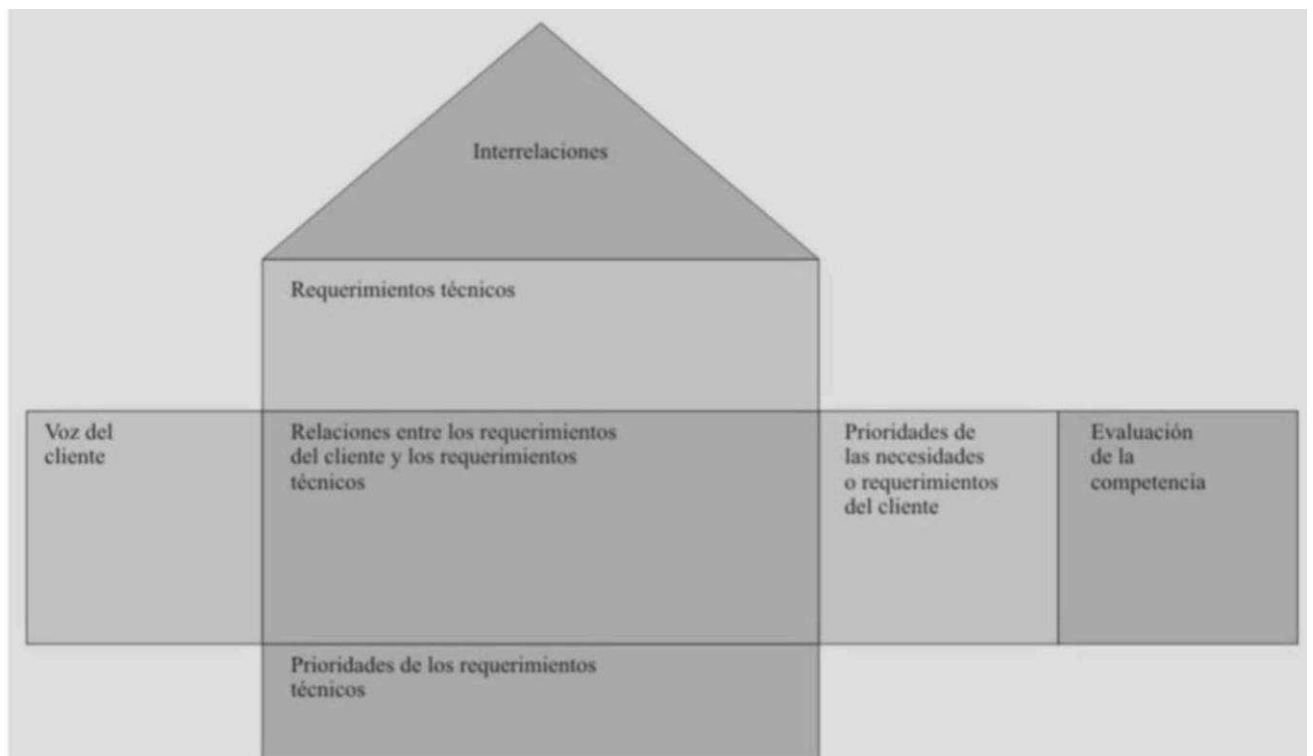 Interrelaciones
Requerimientos técnicos
Voz del
cliente
Relaciones entre los requerimientos
del cliente y los requerimientos
técnicos
Prioridades de
las necesidades
o requerimientos
del cliente
Evaluación
de la
competencia
Prioridades de los requerimientos
técnicos